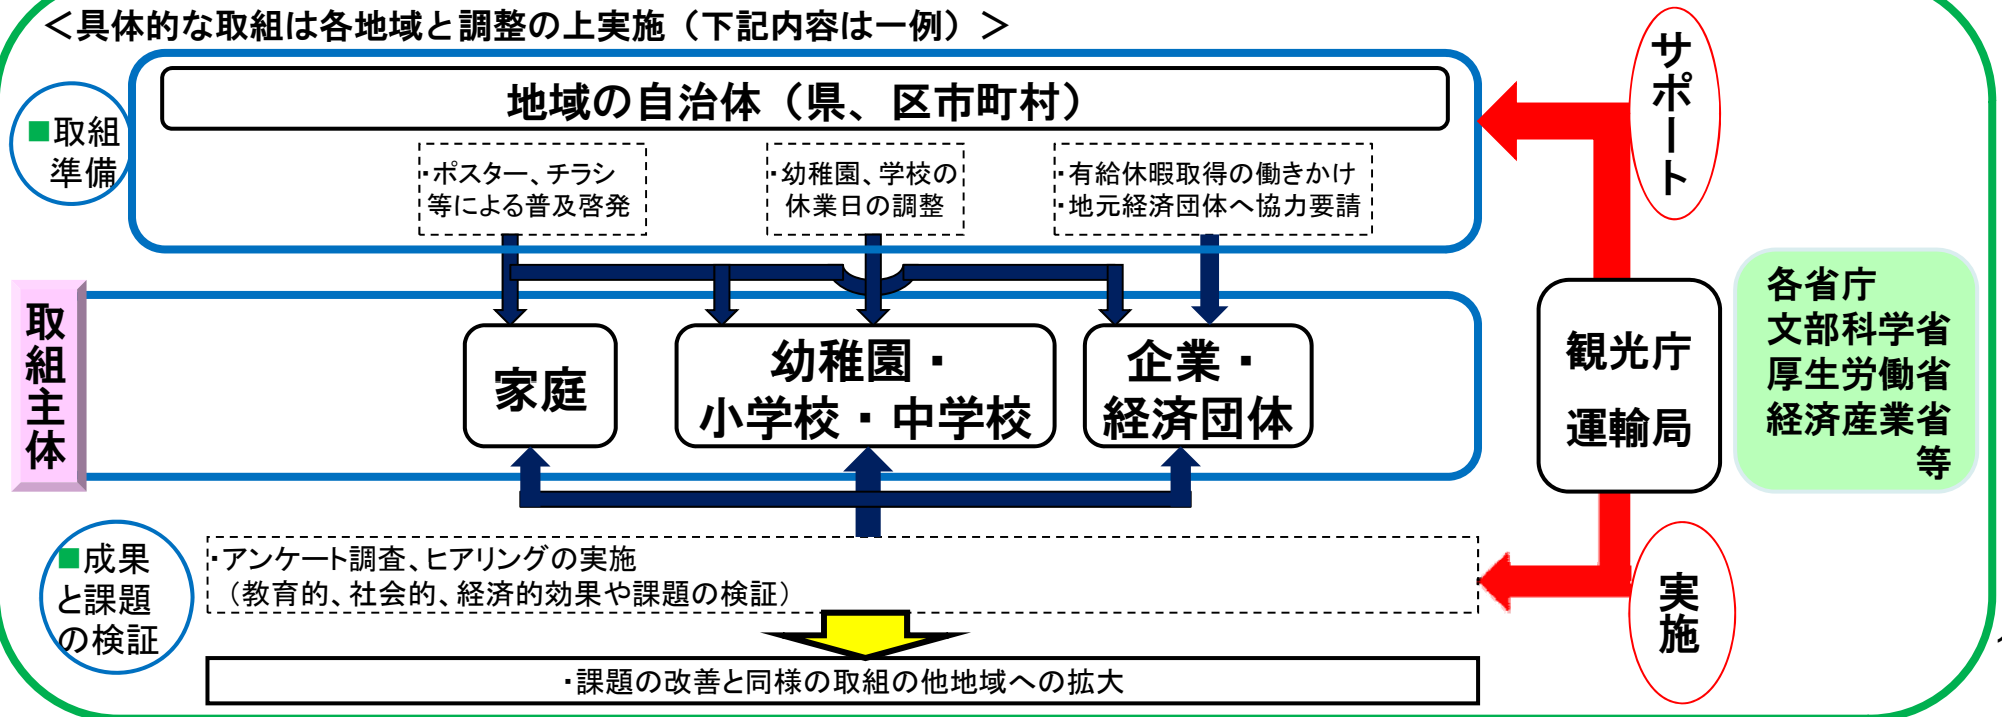 ＜具体的な取組は各地域と調整の上実施（下記内容は一例）＞
■取組
準備
地域の自治体（県、区市町村）
・ポスター、チラシ
等による普及啓発
・幼稚園、学校の
休業日の調整
・有給休暇取得の働きかけ
・地元経済団体へ協力要請
サポート
取組主体
家庭
幼稚園・
小学校・中学校
企業・
経済団体
観光庁
運輸局
各省庁
文部科学省
厚生労働省
経済産業省
等
■成果
と課題
の検証
・アンケート調査、ヒアリングの実施
（教育的、社会的、経済的効果や課題の検証）
実施
・課題の改善と同様の取組の他地域への拡大